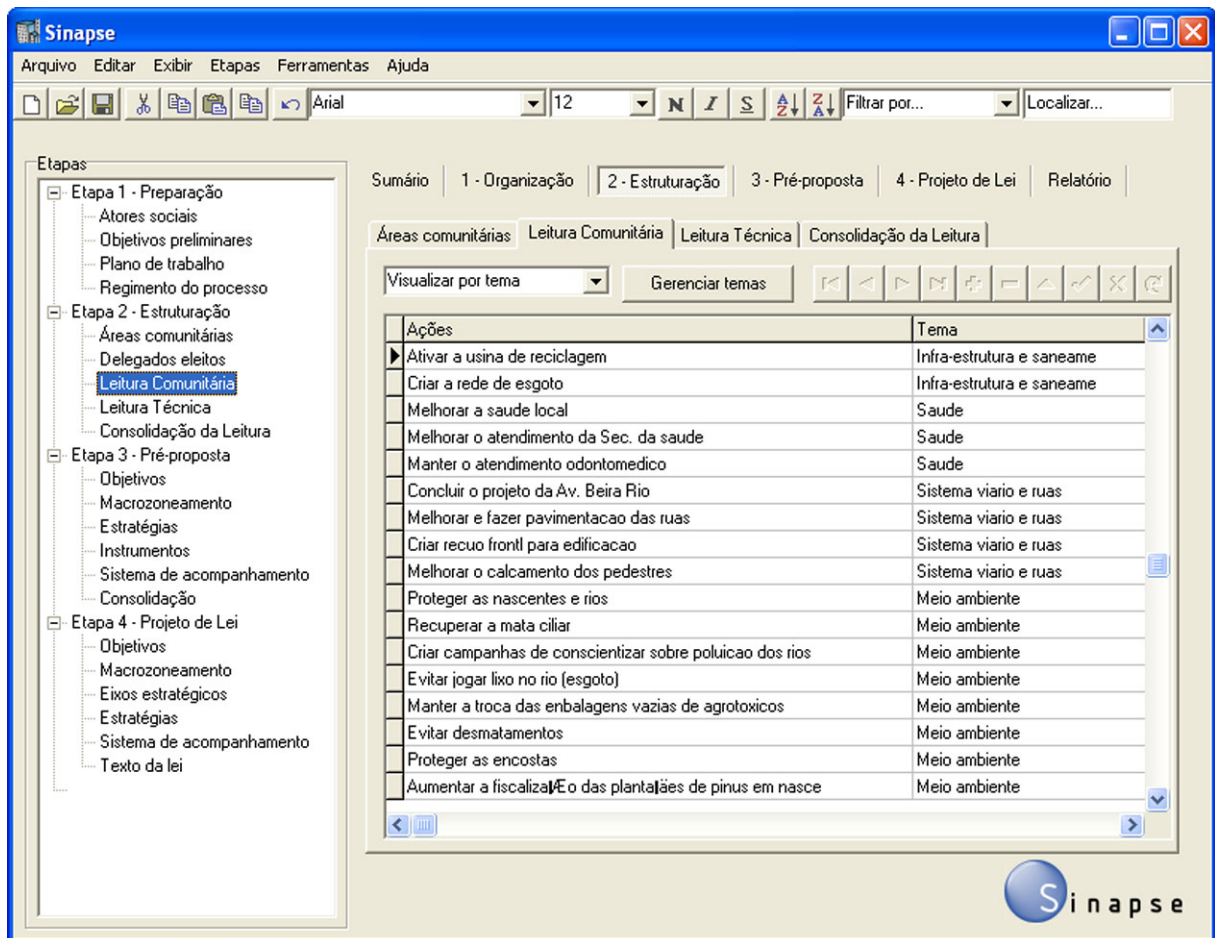 Sinapse
Arquivo Editar Exibir Etapas Ferramentas Ajuda
Arial 12 N I S Filtrar por... Localizar...
Etapas
Etapa 1 - Preparação
Atores sociais
Objetivos preliminares
Plano de trabalho
Regimento do processo
Etapa 2 - Estruturação
Áreas comunitárias
Delegados eleitos
Leitura Comunitária
Leitura Técnica
Consolidação da Leitura
Etapa 3 - Pré-proposta
Objetivos
Macrozoneamento
Estratégias
Instrumentos
Sistema de acompanhamento
Consolidação
Etapa 4 - Projeto de Lei
Objetivos
Macrozoneamento
Eixos estratégicos
Estratégias
Sistema de acompanhamento
Texto da lei
Sumário 1 - Organização 2 - Estruturação 3 - Pré-proposta 4 - Projeto de Lei Relatório
Áreas comunitárias Leitura Comunitária Leitura Técnica Consolidação da Leitura
Visualizar por tema Gerenciar temas
Ações Tema
Ativar a usina de reciclagem Infra-estrutura e saneame
Criar a rede de esgoto Infra-estrutura e saneame
Melhorar a saude local Saude
Melhorar o atendimento da Sec. da saude Saude
Manter o atendimento odontomedico Saude
Concluir o projeto da Av. Beira Rio Sistema viario e ruas
Melhorar e fazer pavimentacao das ruas Sistema viario e ruas
Criar recuo frontl para edificacao Sistema viario e ruas
Melhorar o calcamento dos pedestres Sistema viario e ruas
Proteger as nascentes e rios Meio ambiente
Recuperar a mata ciliar Meio ambiente
Criar campanhas de conscientizar sobre poluicao dos rios Meio ambiente
Evitar jogar lixo no rio (esgoto) Meio ambiente
Manter a troca das enbalagens vazias de agrotoxicos Meio ambiente
Evitar desmatamentos Meio ambiente
Proteger as encostas Meio ambiente
Aumentar a fiscaliza‡Æo das planta‡äes de pinus em nasce Meio ambiente
Sinapse